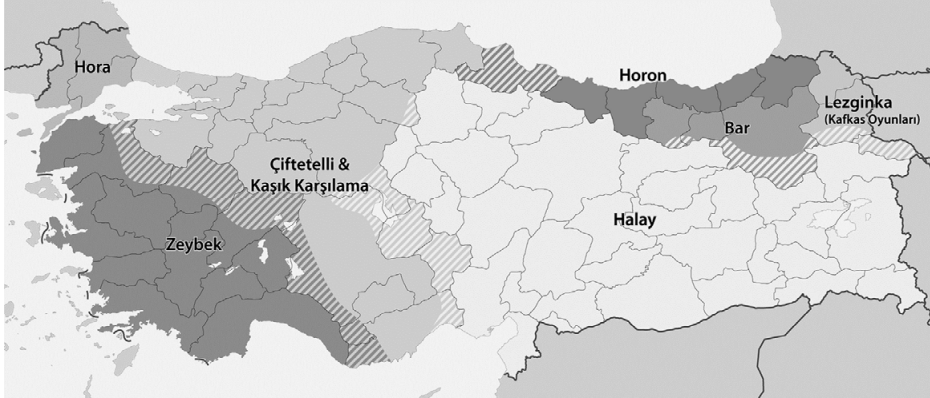 Hora
Horon
Lezginka
(Kafkas Oyunları)
Bar
Çiftetelli &
Kaşık Karşılama
Halay
Zeybek